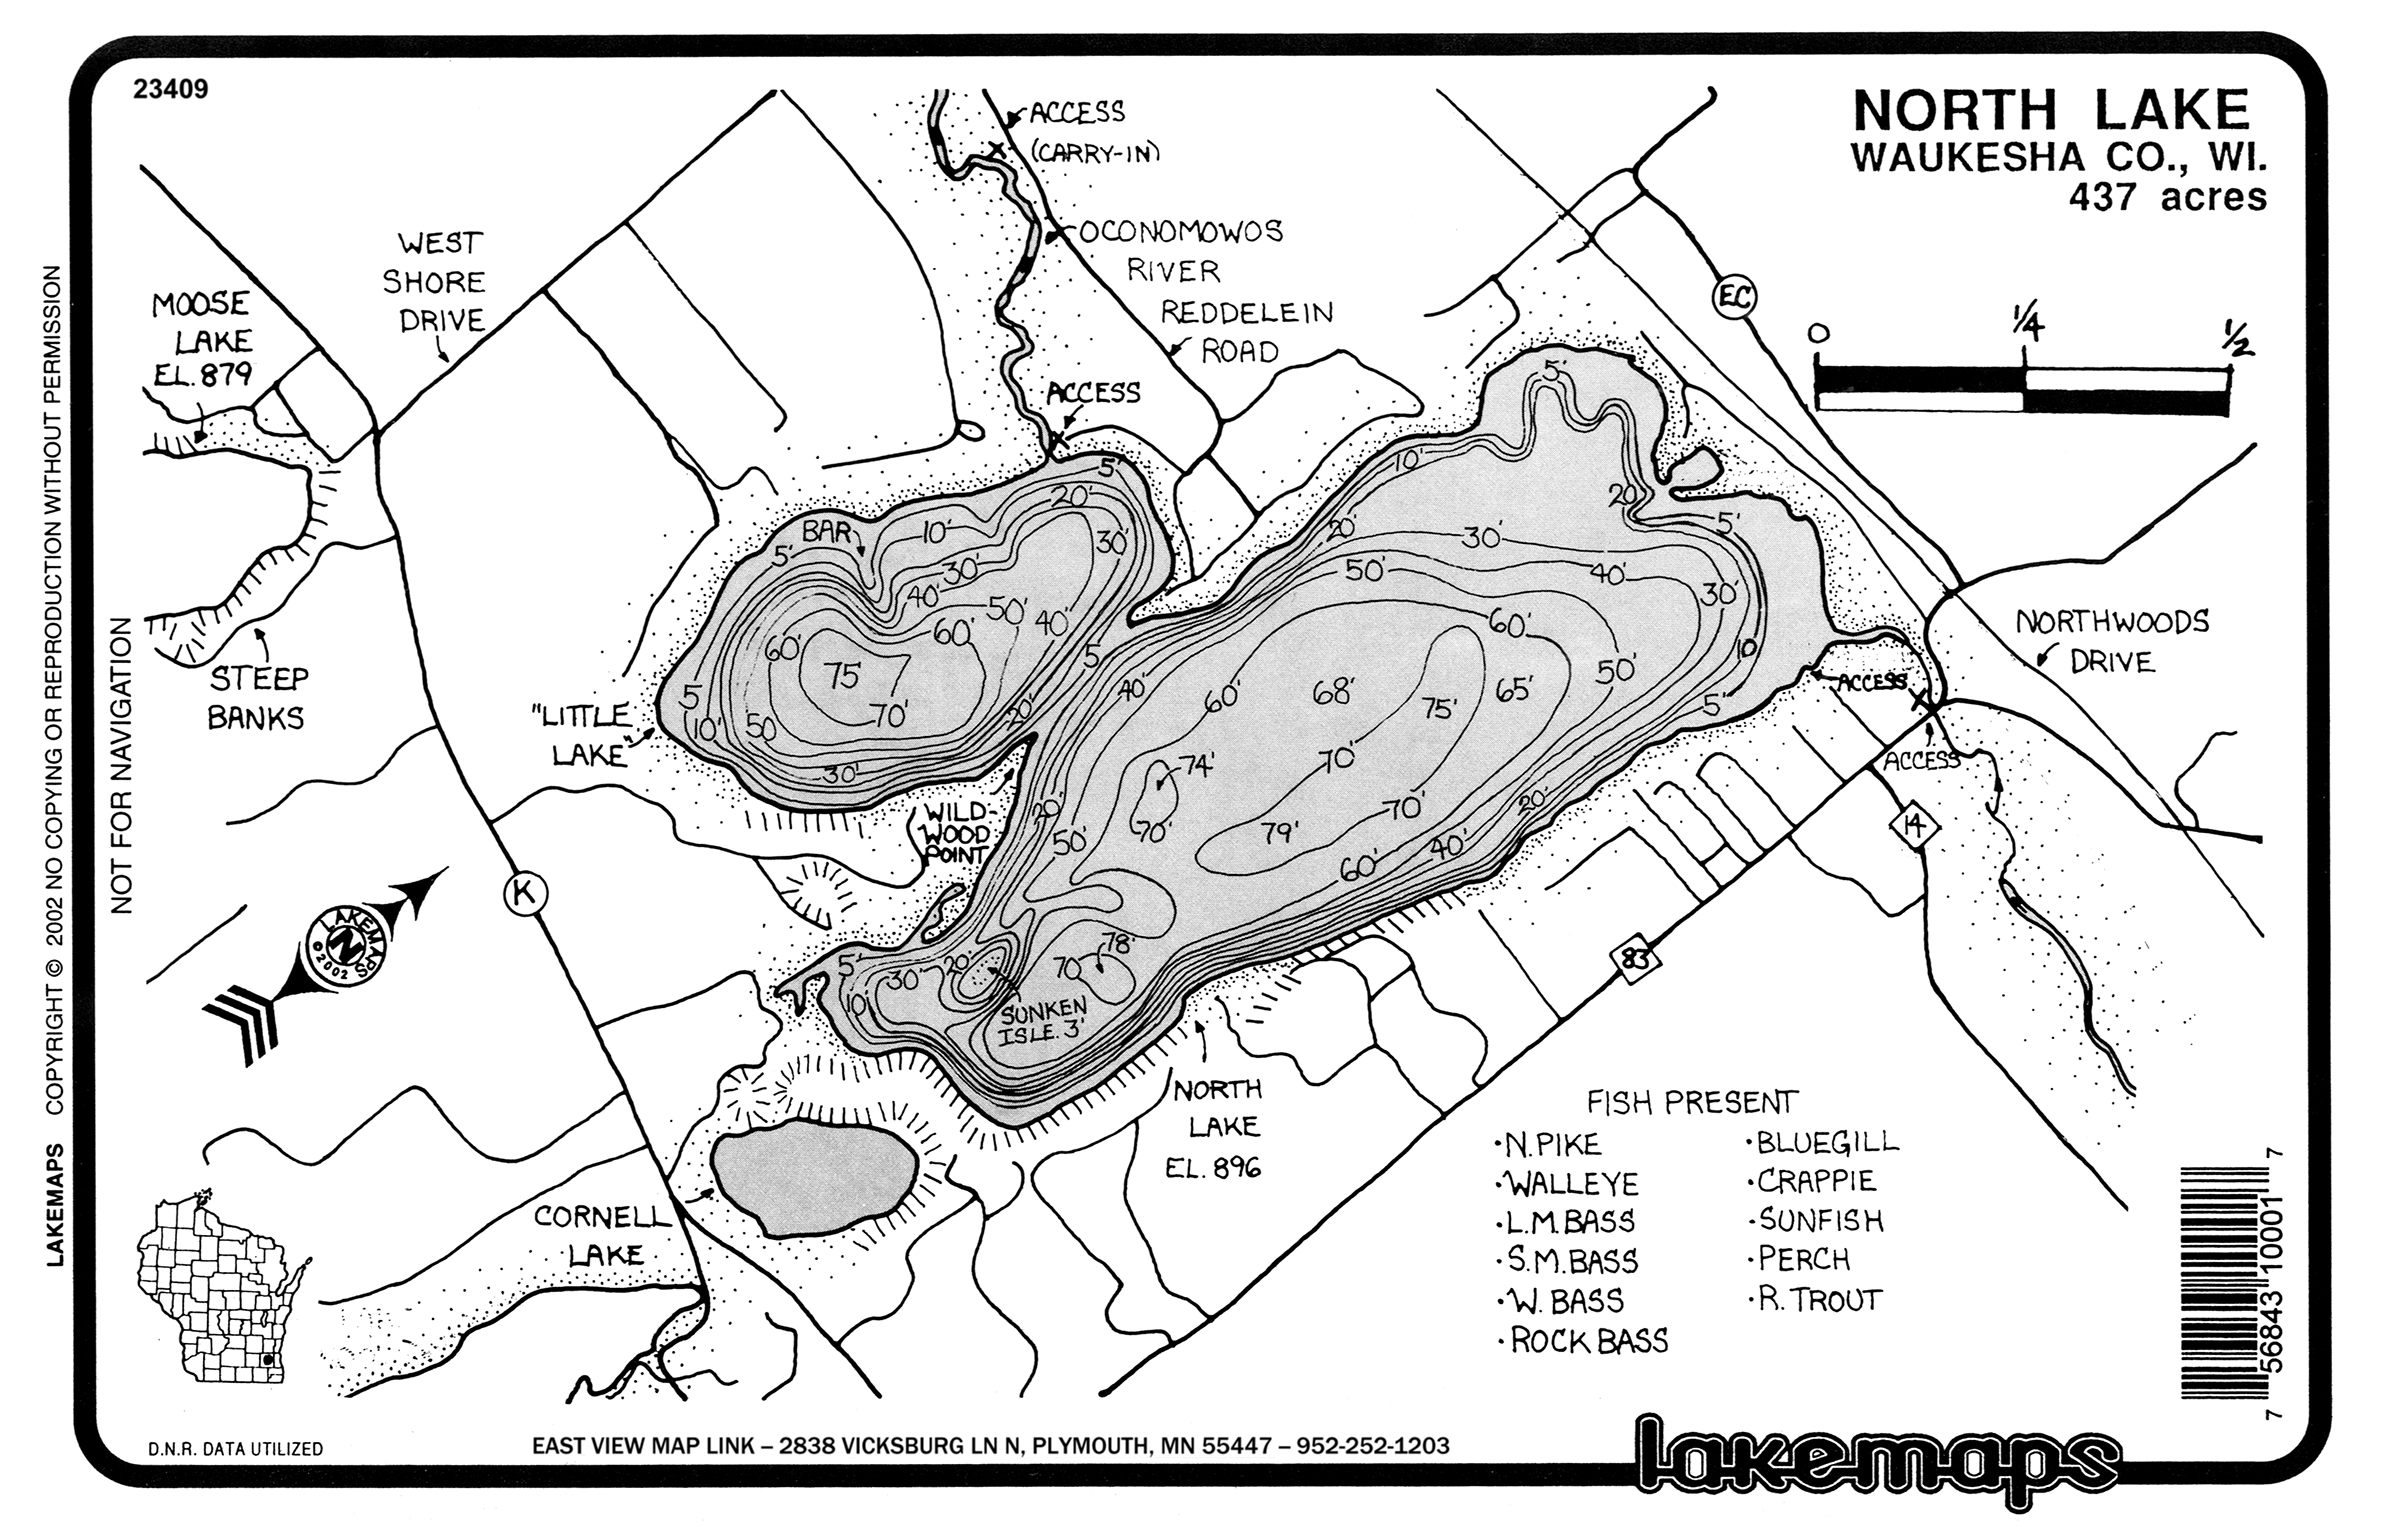 23409
NORTH LAKE
WAUKESHA CO., WI.
437 acres
0 1/4 1/2
ACCESS
(CARRY-IN)
OCONOMOWOS
RIVER
REDDELEIN
ROAD
EC
WEST
SHORE
DRIVE
MOOSE
LAKE
EL. 879
ACCESS
STEEP
BANKS
BAR
5'
5'
10'
20'
30'
30'
40'
50'
40'
60'
60'
75
70'
50
5
10'
30'
20'
5
"LITTLE
LAKE"
WILD-
WOOD
POINT
5'
10'
20'
20'
5'
30'
50'
40'
30'
60'
10
50'
40'
60'
68'
75'
65'
5'
74'
70'
70'
70'
79'
20'
50'
20'
40'
60'
78'
70
5'
30'
20'
10'
SUNKEN
ISLE. 3'
NORTHWOODS
DRIVE
ACCESS
ACCESS
14
83
K
LAKEMAPS
N
©2002
NORTH
LAKE
EL. 896
CORNELL
LAKE
FISH PRESENT
·N. PIKE
·WALLEYE
·L.M. BASS
·S.M. BASS
·W. BASS
·ROCK BASS
·BLUEGILL
·CRAPPIE
·SUNFISH
·PERCH
·R. TROUT
7 56843 10001 7
D.N.R. DATA UTILIZED
EAST VIEW MAP LINK – 2838 VICKSBURG LN N, PLYMOUTH, MN 55447 – 952-252-1203
lakemaps
LAKEMAPS COPYRIGHT © 2002 NO COPYING OR REPRODUCTION WITHOUT PERMISSION
NOT FOR NAVIGATION